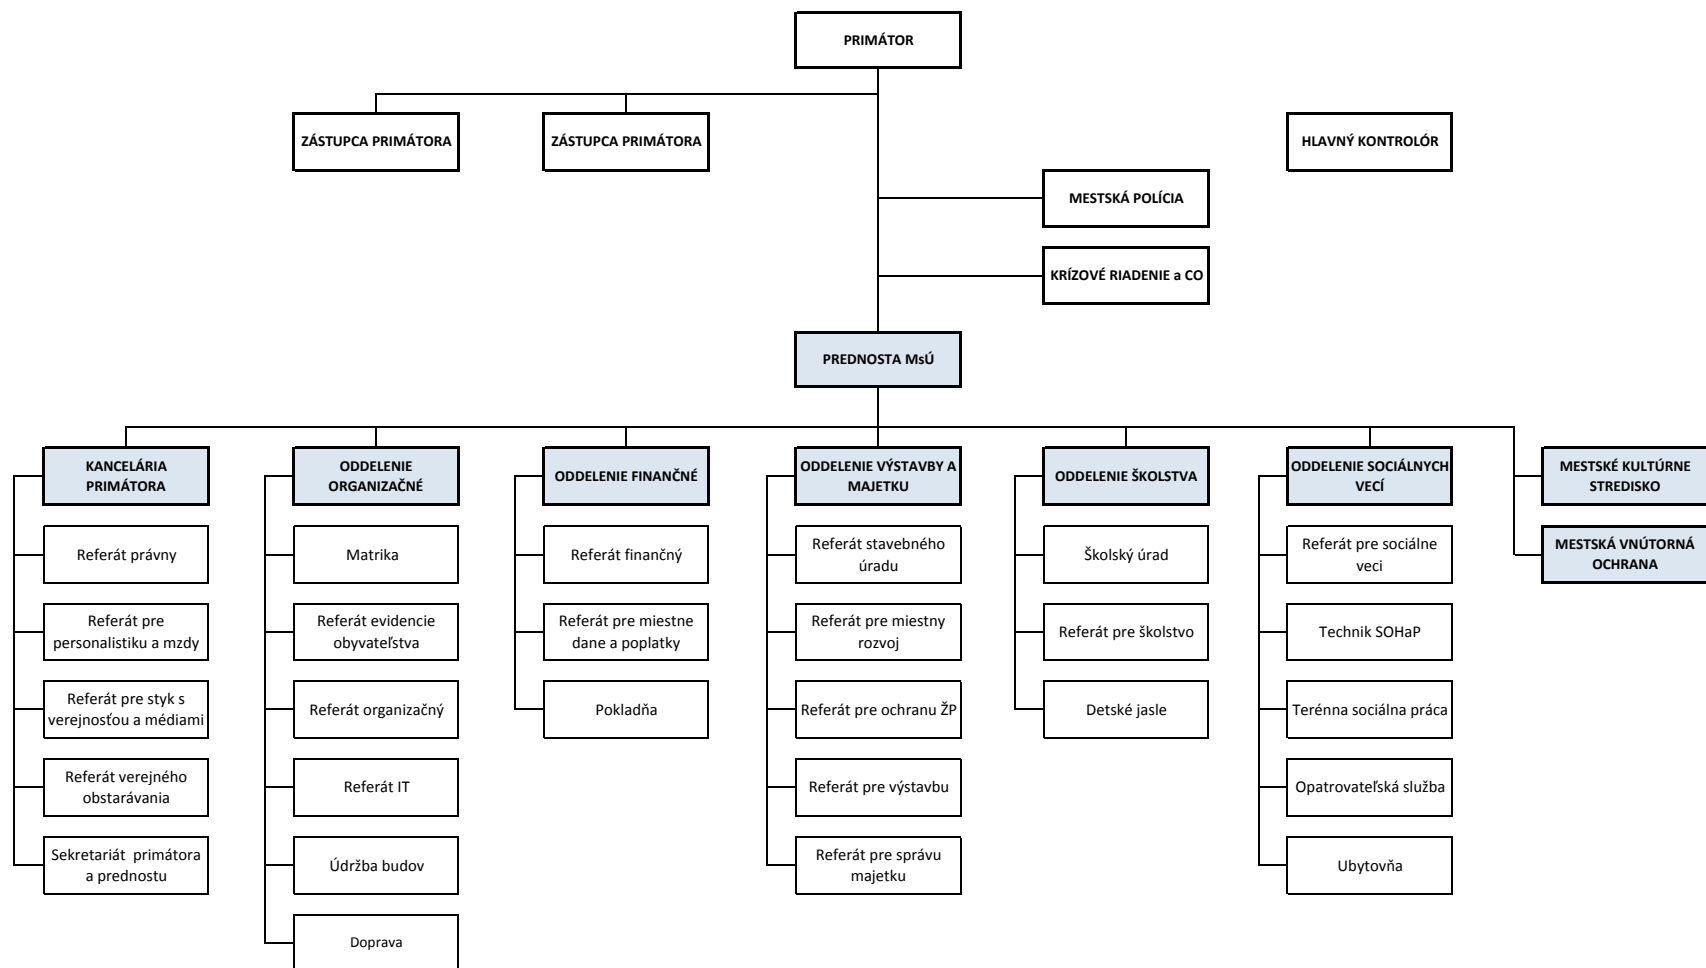 PRIMÁTOR
ZÁSTUPCA PRIMÁTORA
ZÁSTUPCA PRIMÁTORA
HLAVNÝ KONTROLÓR
MESTSKÁ POLÍCIA
KRÍZOVÉ RIADENIE a CO
PREDNOSTA MsÚ
KANCELÁRIA
PRIMÁTORA
Referát právny
Referát pre
personalistiku a mzdy
Referát pre styk s
verejnosťou a médiami
Referát verejného
obstarávania
Sekretariát primátora
a prednostu
ODDELENIE
ORGANIZAČNÉ
Matrika
Referát evidencie
obyvateľstva
Referát organizačný
Referát IT
Údržba budov
Doprava
ODDELENIE FINANČNÉ
Referát finančný
Referát pre miestne
dane a poplatky
Pokladňa
ODDELENIE VÝSTAVBY A
MAJETKU
Referát stavebného
úradu
Referát pre miestny
rozvoj
Referát pre ochranu ŽP
Referát pre výstavbu
Referát pre správu
majetku
ODDELENIE ŠKOLSTVA
Školský úrad
Referát pre školstvo
Detské jasle
ODDELENIE SOCIÁLNYCH
VECÍ
Referát pre sociálne
veci
Technik SOHaP
Terénna sociálna práca
Opatrovateľská služba
Ubytovňa
MESTSKÉ KULTÚRNE
STREDISKO
MESTSKÁ VNÚTORNÁ
OCHRANA